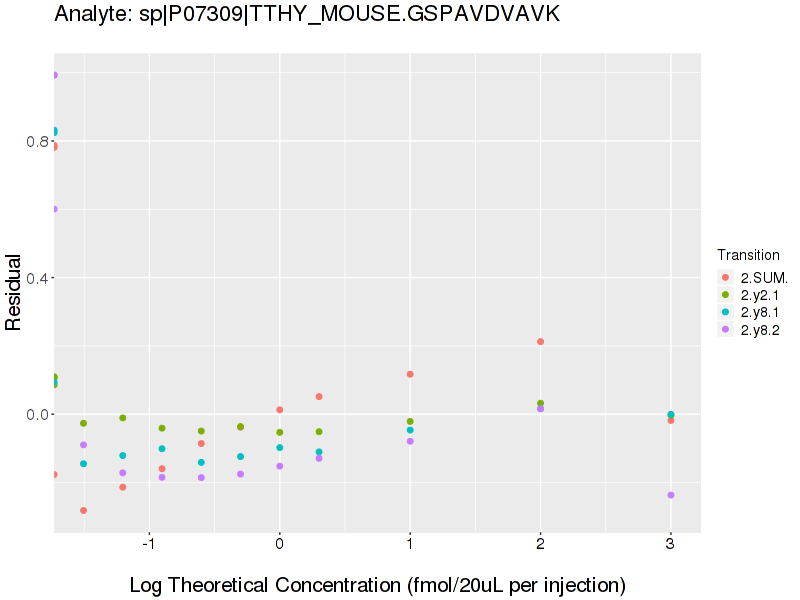 Analyte: sp|P07309|TTHY_MOUSE.GSPAVDVAVK
0.8
0.4
0.0
Residual
-1
0
1
2
3
Log Theoretical Concentration (fmol/20uL per injection)
Transition
2.SUM.
2.y2.1
2.y8.1
2.y8.2